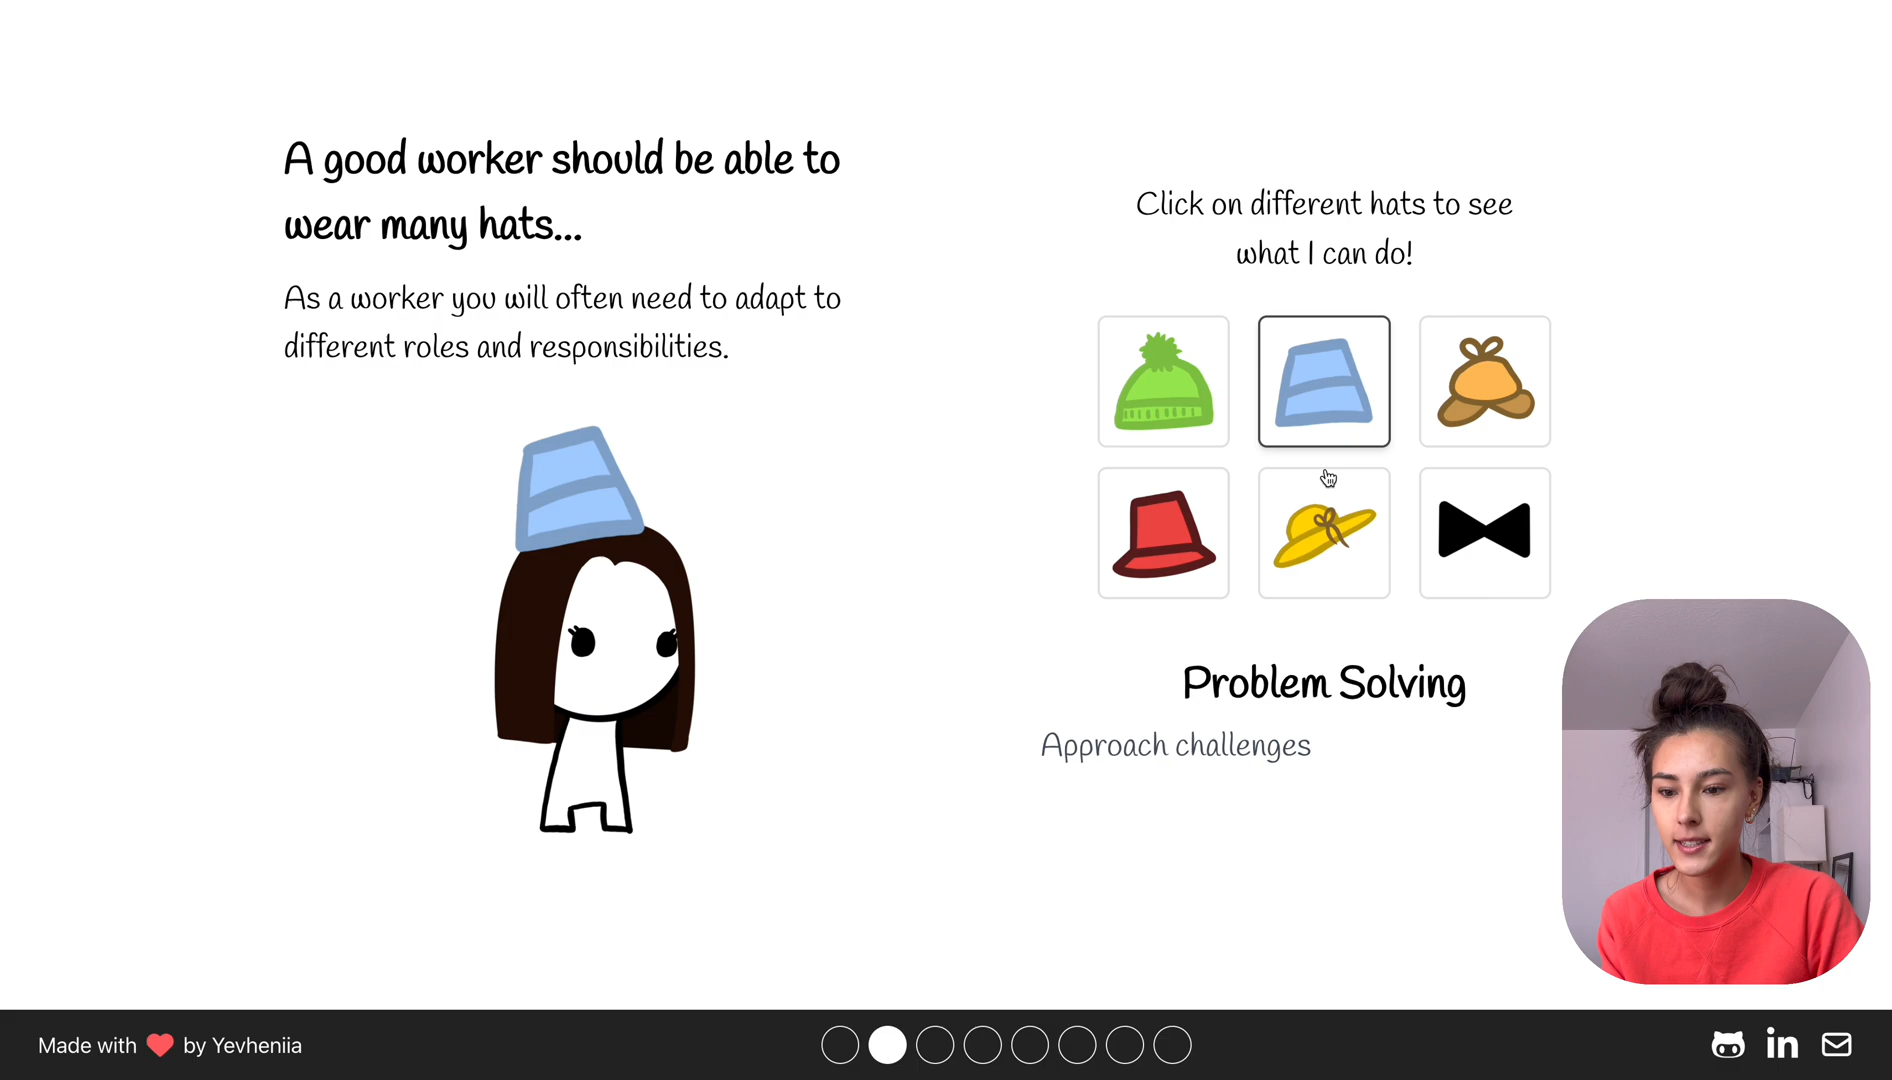 A good worker should be able to
wear many hats...
As a worker you will often need to adapt to
different roles and responsibilities.
Click on different hats to see
what I can do!
Problem Solving
Approach challenges
Made with ❤️ by Yevheniia
in